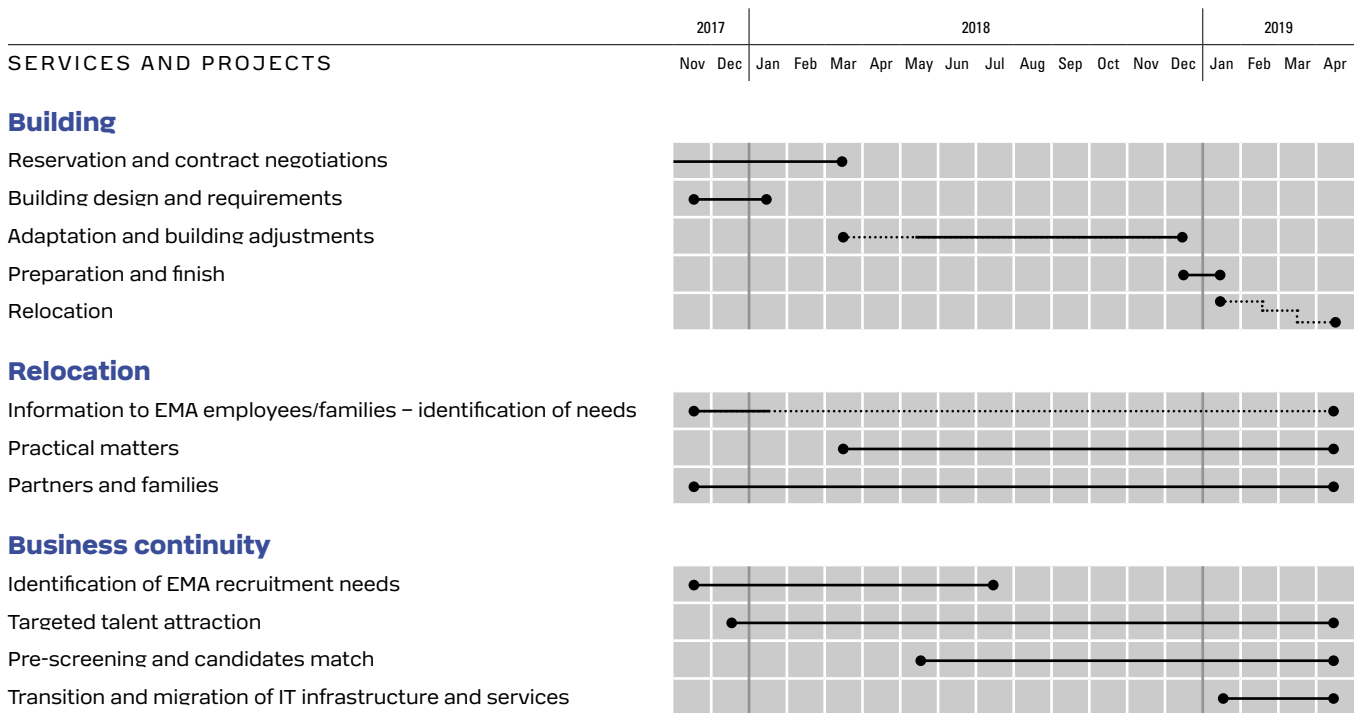 2017 2018 2019
SERVICES AND PROJECTS Nov Dec Jan Feb Mar Apr May Jun Jul Aug Sep Oct Nov Dec Jan Feb Mar Apr
Building
Reservation and contract negotiations
Building design and requirements
Adaptation and building adjustments
Preparation and finish
Relocation
Relocation
Information to EMA employees/families – identification of needs
Practical matters
Partners and families
Business continuity
Identification of EMA recruitment needs
Targeted talent attraction
Pre-screening and candidates match
Transition and migration of IT infrastructure and services